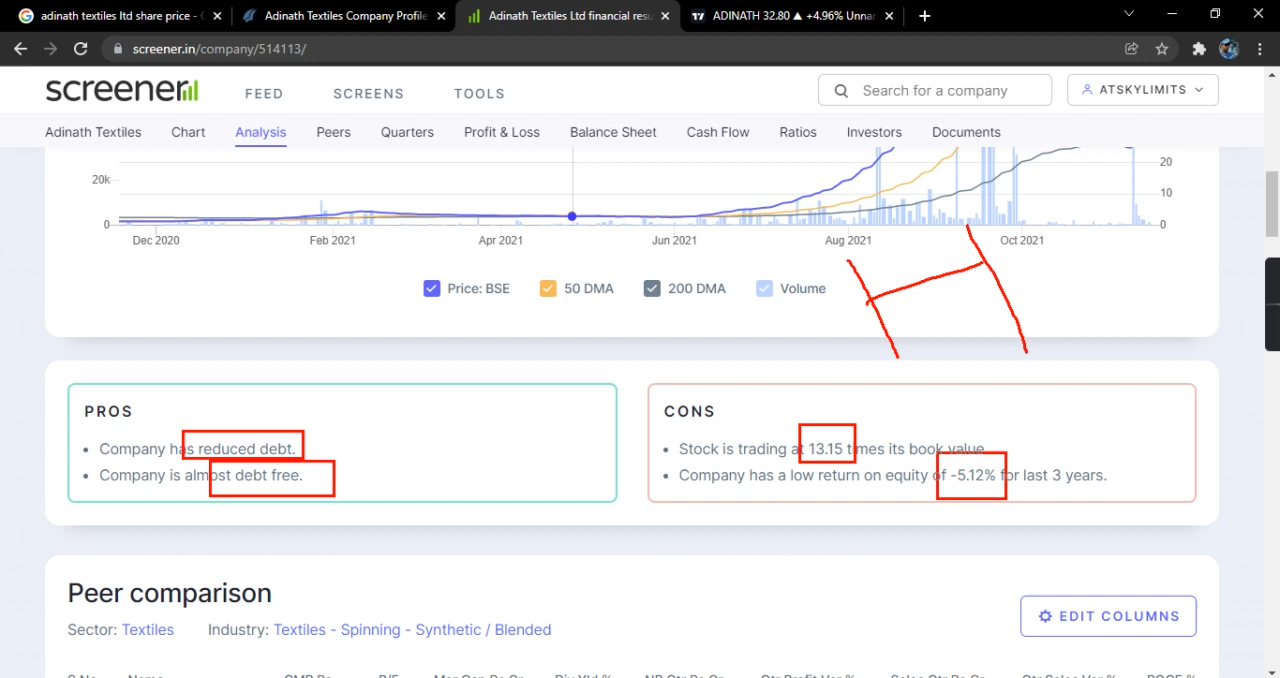 adinath textiles ltd share price -
Adinath Textiles Company Profile
Adinath Textiles Ltd financial resu
ADINATH 32.80 ▲ +4.96% Unnar
screener.in/company/514113/
screener
FEED
SCREENS
TOOLS
Search for a company
ATSKYLIMITS
Adinath Textiles
Chart
Analysis
Peers
Quarters
Profit & Loss
Balance Sheet
Cash Flow
Ratios
Investors
Documents
20k
0
20
10
0
Dec 2020
Feb 2021
Apr 2021
Jun 2021
Aug 2021
Oct 2021
Price: BSE
50 DMA
200 DMA
Volume
PROS
• Company has reduced debt.
• Company is almost debt free.
CONS
• Stock is trading at 13.15 times its book value
• Company has a low return on equity of -5.12% for last 3 years.
Peer comparison
Sector: Textiles
Industry: Textiles - Spinning - Synthetic / Blended
EDIT COLUMNS